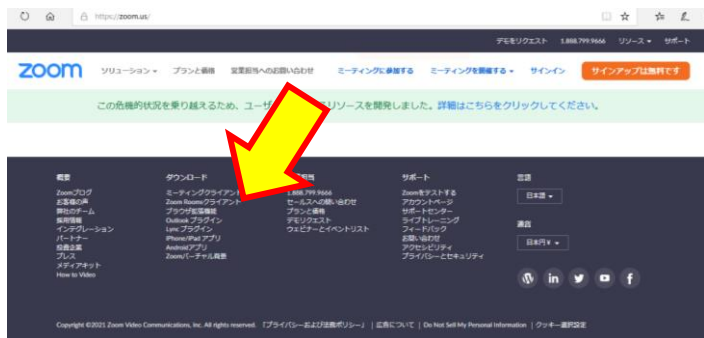 https://zoom.us/
デモをリクエスト 1.888.799.9666 リソース サポート
zoom ソリューション プランと価格 営業担当へのお問い合わせ ミーティングに参加する ミーティングを開催する サインイン サインアップは無料です
この危機的状況を乗り越えるため、ユーザ
リソースを開発しました。詳細はこちらをクリックしてください。
概要
Zoomブログ
お客様の声
弊社のチーム
採用情報
インテグレーション
パートナー
投資企業
プレス
メディアキット
How to Video
ダウンロード
ミーティングクライアント
Zoom Roomsクライアント
ブラウザ拡張機能
Outlook プラグイン
Lync プラグイン
iPhone/iPad アプリ
Androidアプリ
Zoomバーチャル背景
担当
1.888.799.9666
セールスへの問い合わせ
プランと価格
デモリクエスト
ウェビナーとイベントリスト
サポート
Zoomをテストする
アカウントページ
サポートセンター
ライブトレーニング
フィードバック
お問い合わせ
アクセシビリティ
プライバシーとセキュリティ
言語
日本語
通貨
日本円 ¥
Copyright ©2021 Zoom Video Communications, Inc. All rights reserved. 「プライバシーおよび法務ポリシー」 | 広告について | Do Not Sell My Personal Information | クッキー選択設定